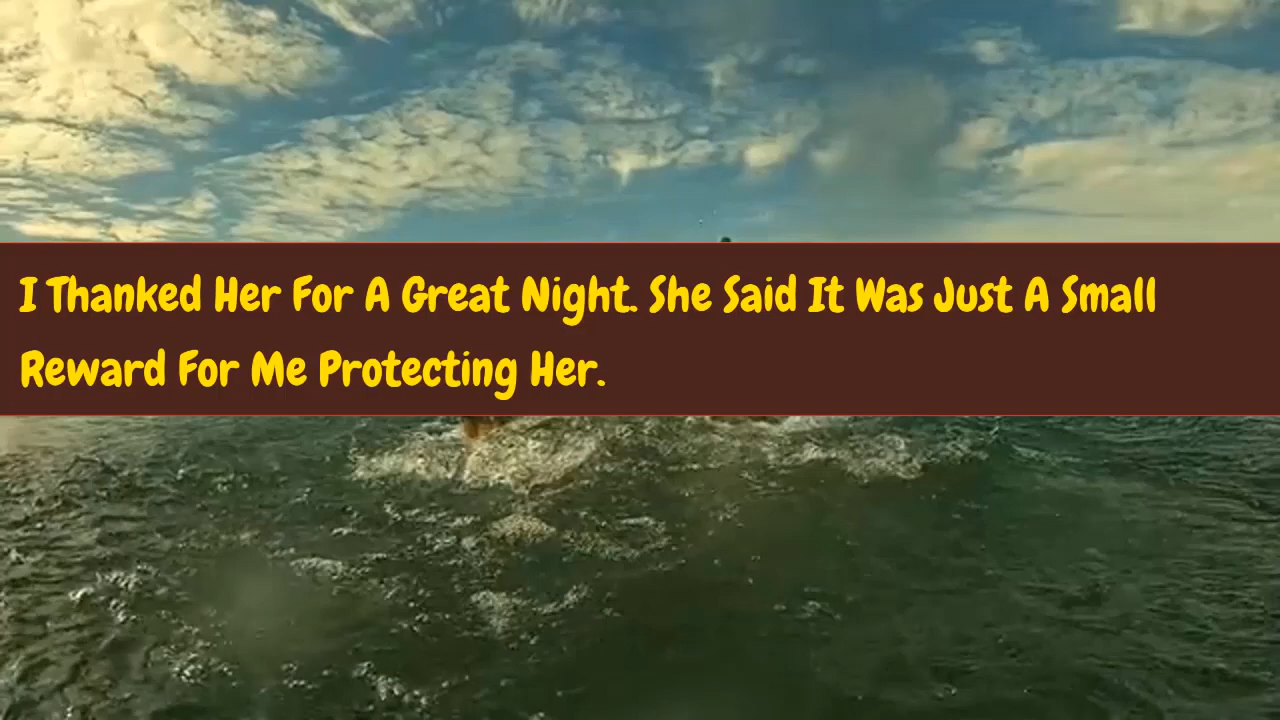 I Thanked Her For A Great Night. She Said It Was Just A Small
Reward For Me Protecting Her.